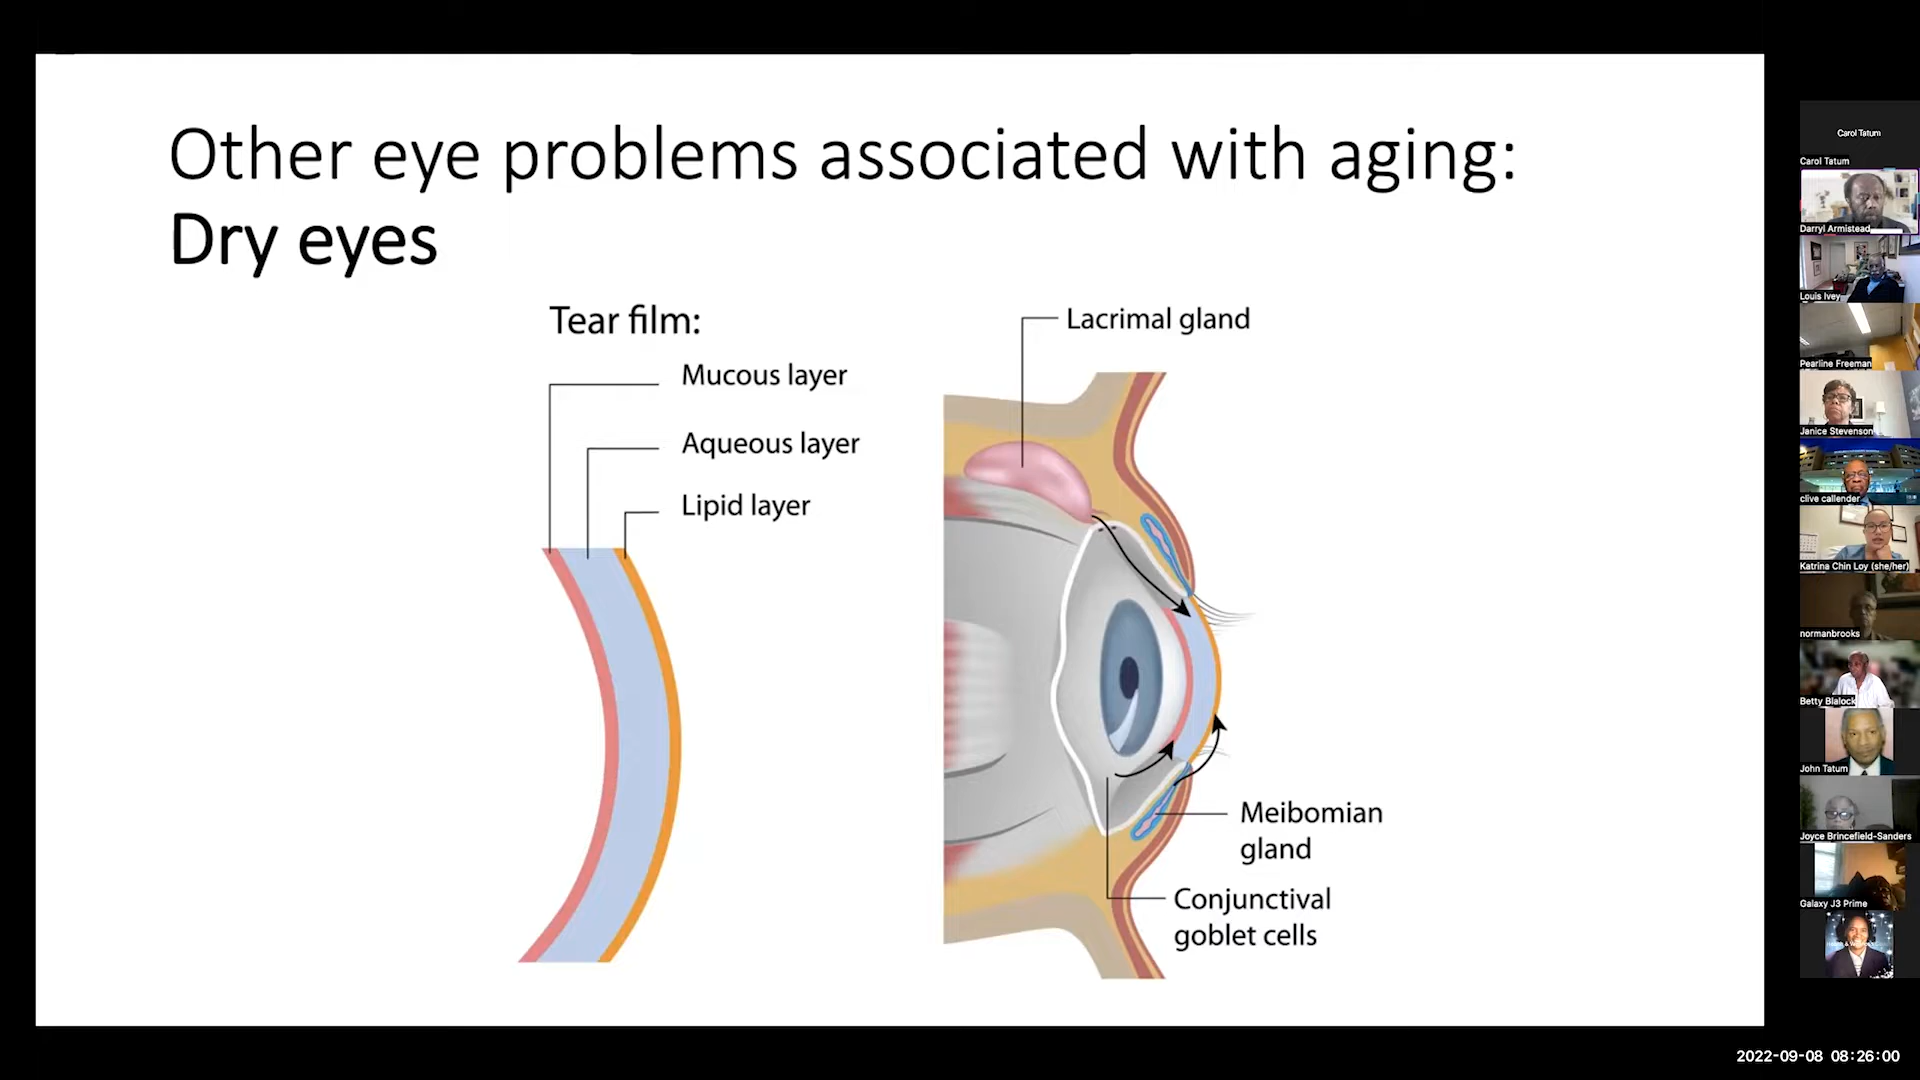 Other eye problems associated with aging:
Dry eyes
Tear film:
Mucous layer
Aqueous layer
Lipid layer
Lacrimal gland
Meibomian
gland
Conjunctival
goblet cells
Carol Tatum
Carol Tatum
Darryl Armistead
Louis Ivey
Pearline Freeman
Janice Stevenson
clive callender
Katrina Chin Loy (she/her)
normanbrooks
Betty Blalock
John Tatum
Joyce Brincefield-Sanders
Galaxy J3 Prime
2022-09-08 08:26:00